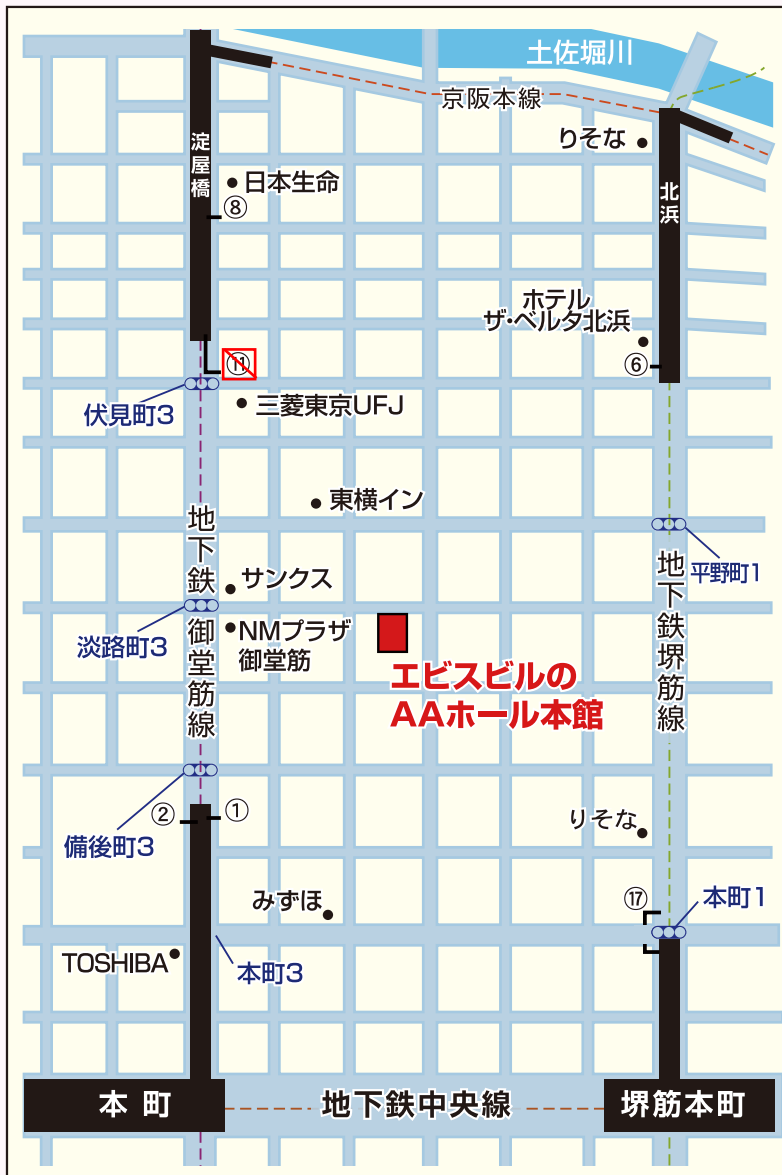 土佐堀川
京阪本線
りそな
淀屋橋
日本生命
⑧
北浜
ホテル
ザ・ベルタ北浜
⑥
⑪
伏見町3
三菱東京UFJ
東横イン
地下鉄
御堂筋線
平野町1
地下鉄堺筋線
サンクス
淡路町3
NMプラザ
御堂筋
エビスビルの
AAホール本館
②
①
備後町3
りそな
みずほ
⑰
本町1
TOSHIBA
本町3
本町
地下鉄中央線
堺筋本町